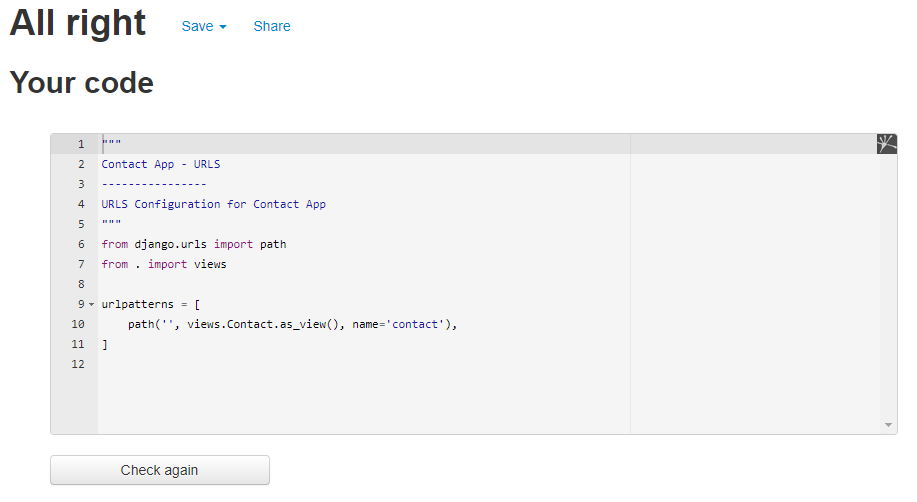 All right Save Share
Your code
1 """
2 Contact App - URLS
3 ----------------
4 URLS Configuration for Contact App
5 """
6 from django.urls import path
7 from . import views
8
9 urlpatterns = [
10 path('', views.Contact.as_view(), name='contact'),
11 ]
12
Check again